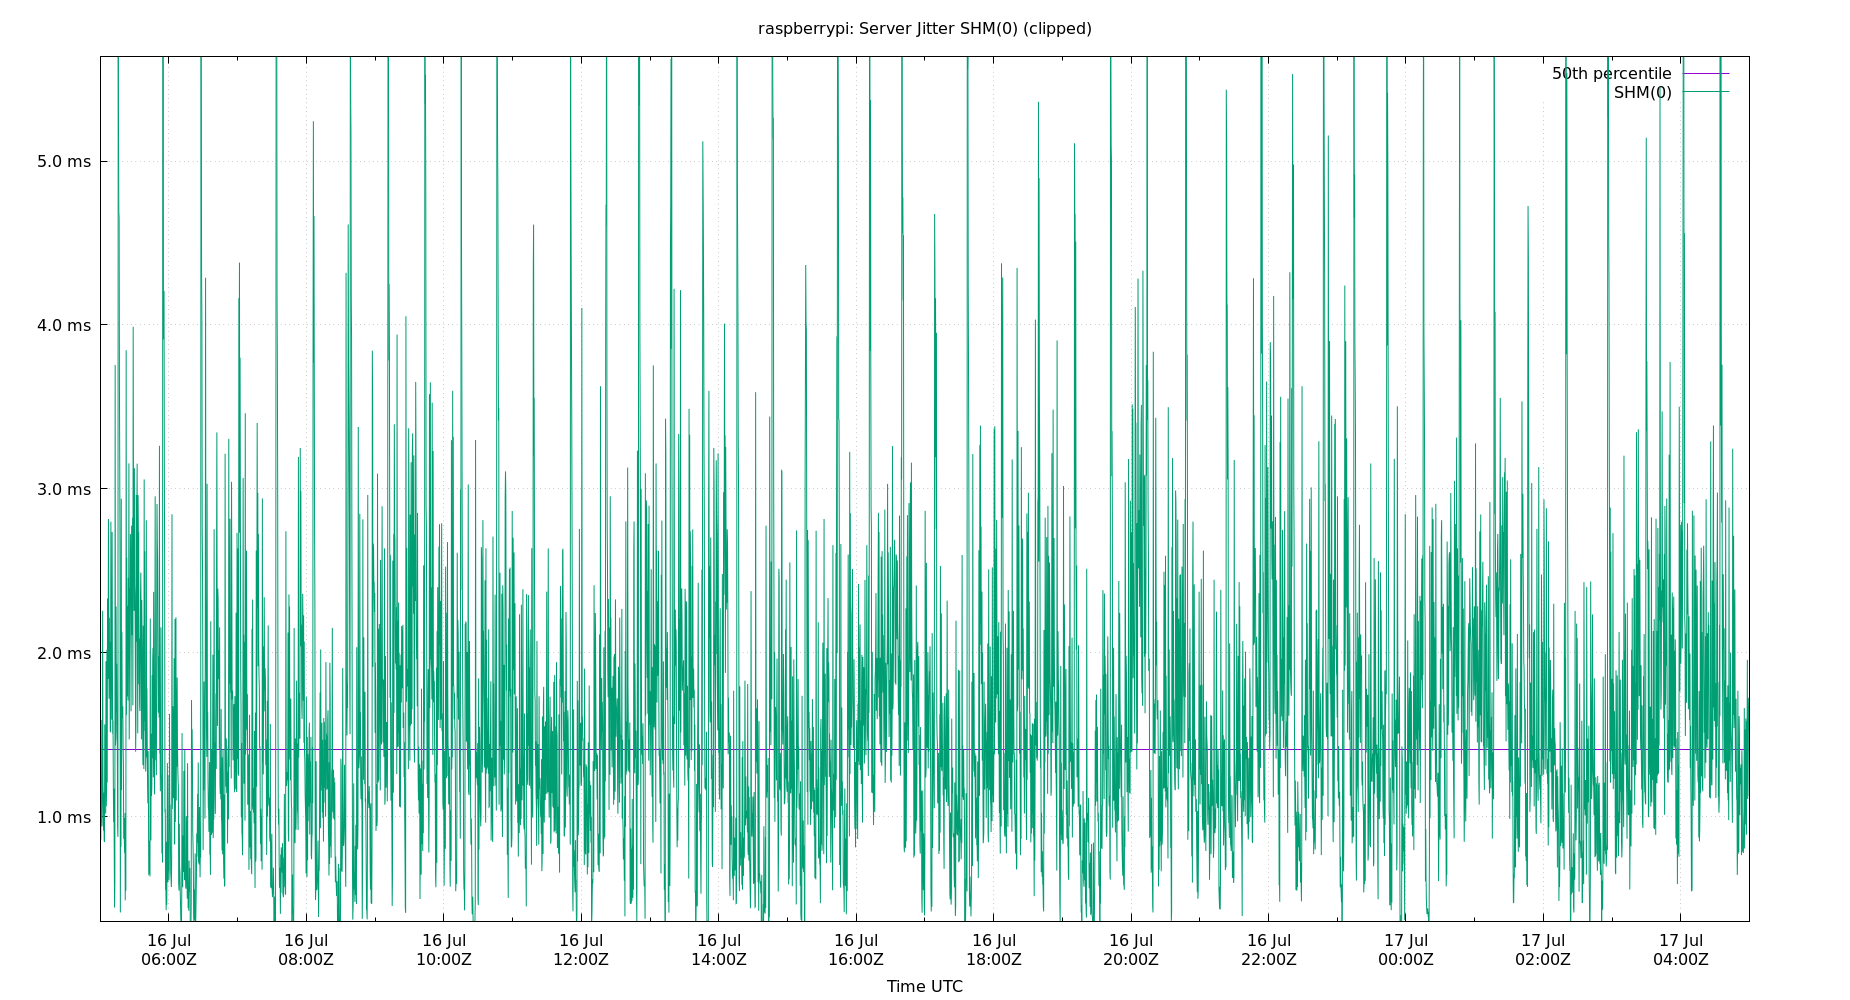 raspberrypi: Server Jitter SHM(0) (clipped)
50th percentile
SHM(0)
5.0 ms
4.0 ms
3.0 ms
2.0 ms
1.0 ms
16 Jul 16 Jul 16 Jul 16 Jul 16 Jul 16 Jul 16 Jul 16 Jul 16 Jul 17 Jul 17 Jul 17 Jul
06:00Z 08:00Z 10:00Z 12:00Z 14:00Z 16:00Z 18:00Z 20:00Z 22:00Z 00:00Z 02:00Z 04:00Z
Time UTC